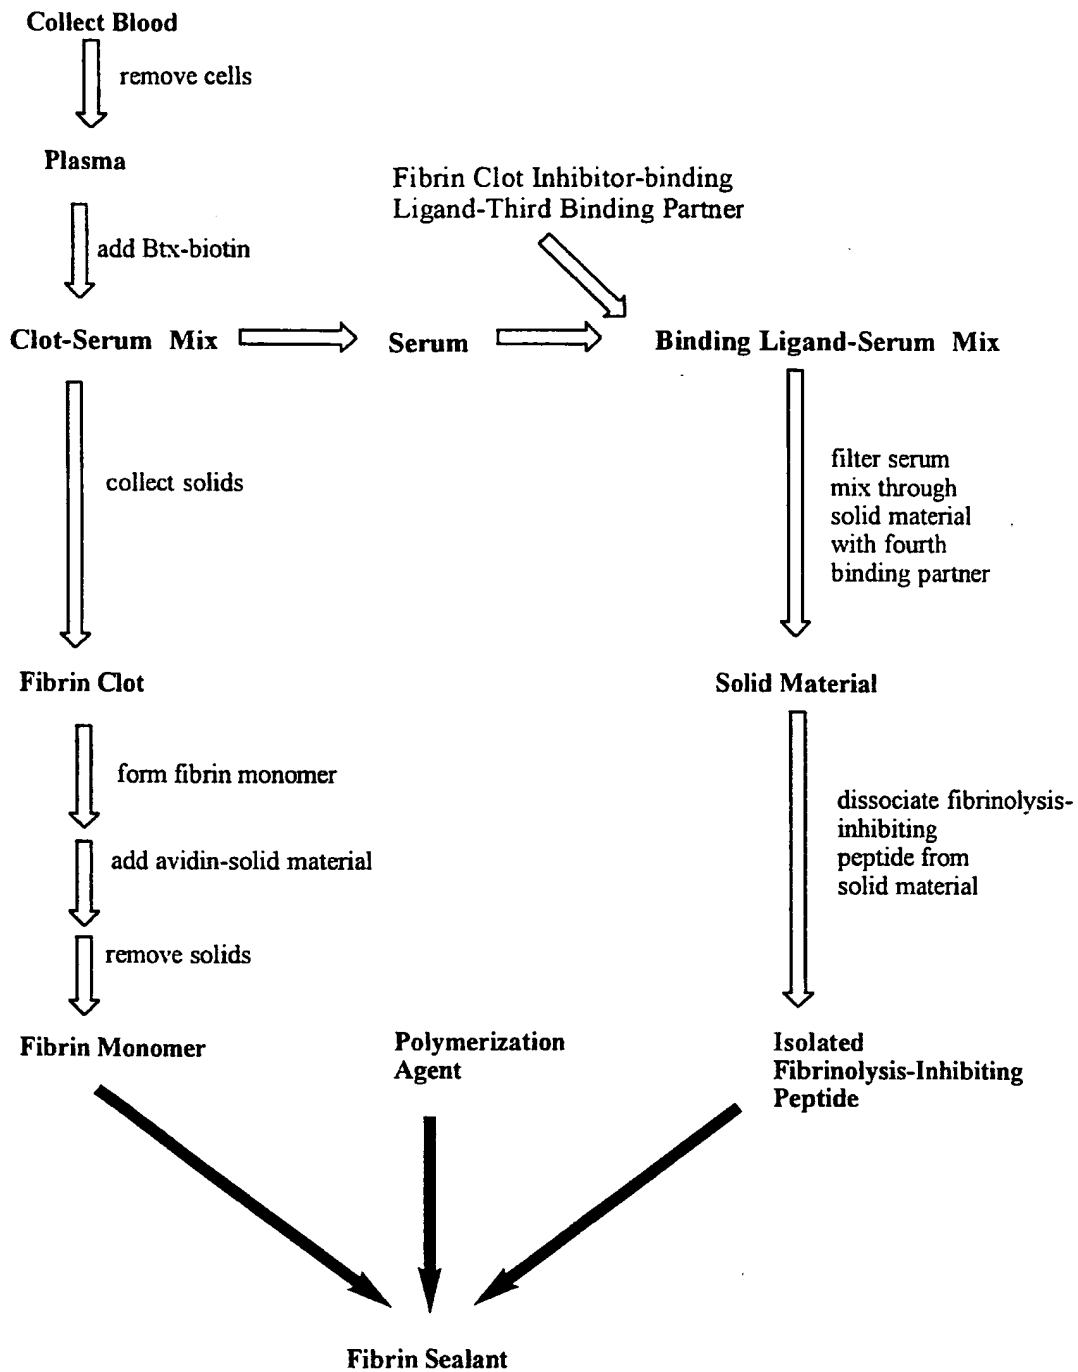 Collect Blood
remove cells
Plasma
Fibrin Clot Inhibitor-binding
Ligand-Third Binding Partner
add Btx-biotin
Clot-Serum Mix
Serum
Binding Ligand-Serum Mix
collect solids
filter serum
mix through
solid material
with fourth
binding partner
Fibrin Clot
Solid Material
form fibrin monomer
dissociate fibrinolysis-
inhibiting
peptide from
solid material
add avidin-solid material
remove solids
Fibrin Monomer
Polymerization
Agent
Isolated
Fibrinolysis-Inhibiting
Peptide
Fibrin Sealant